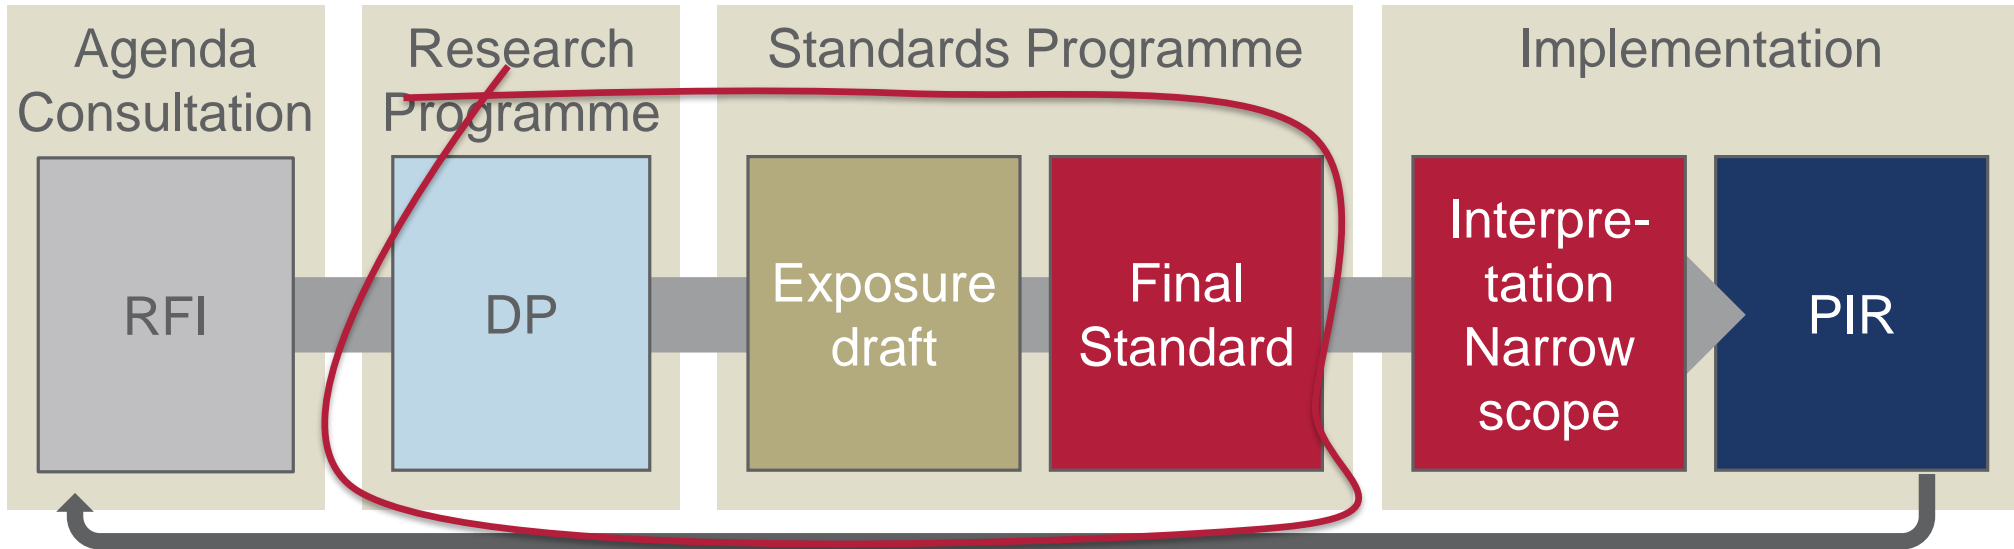 Agenda
Consultation
RFI
Research
Programme
DP
Standards Programme
Exposure
draft
Final
Standard
Implementation
Interpre-
tation
Narrow
scope
PIR